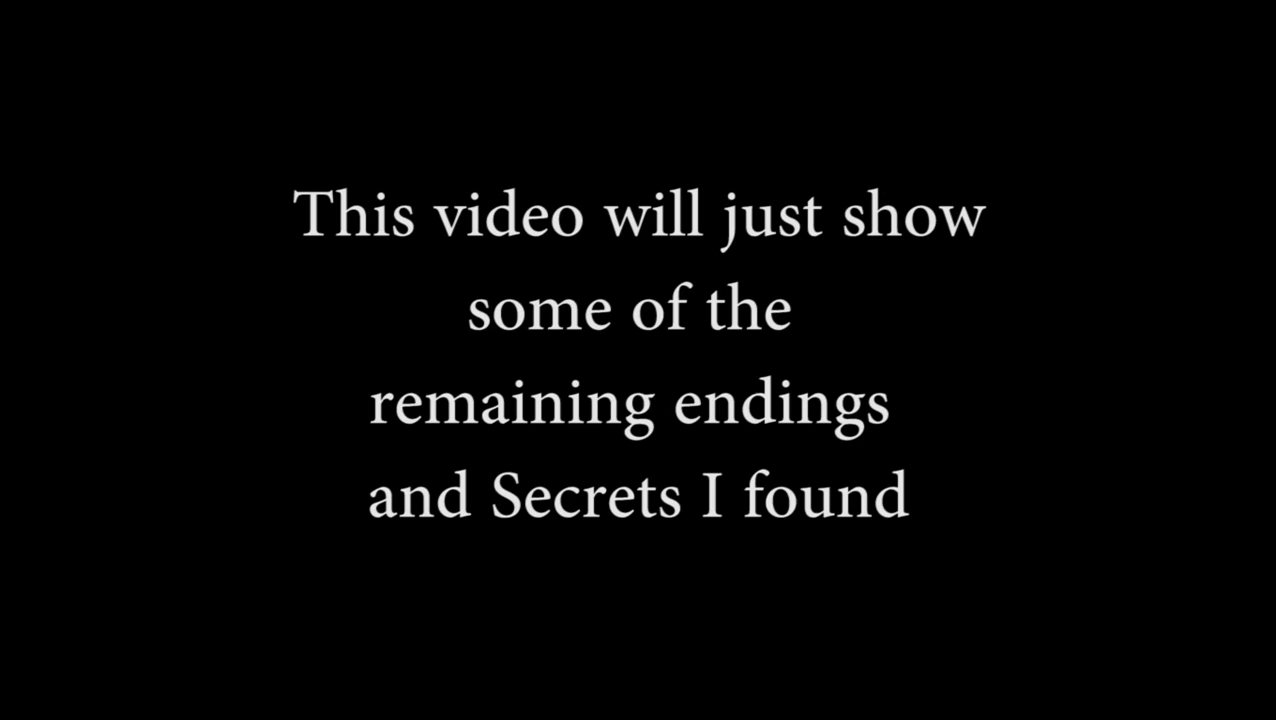 This video will just show
some of the
remaining endings
and Secrets I found